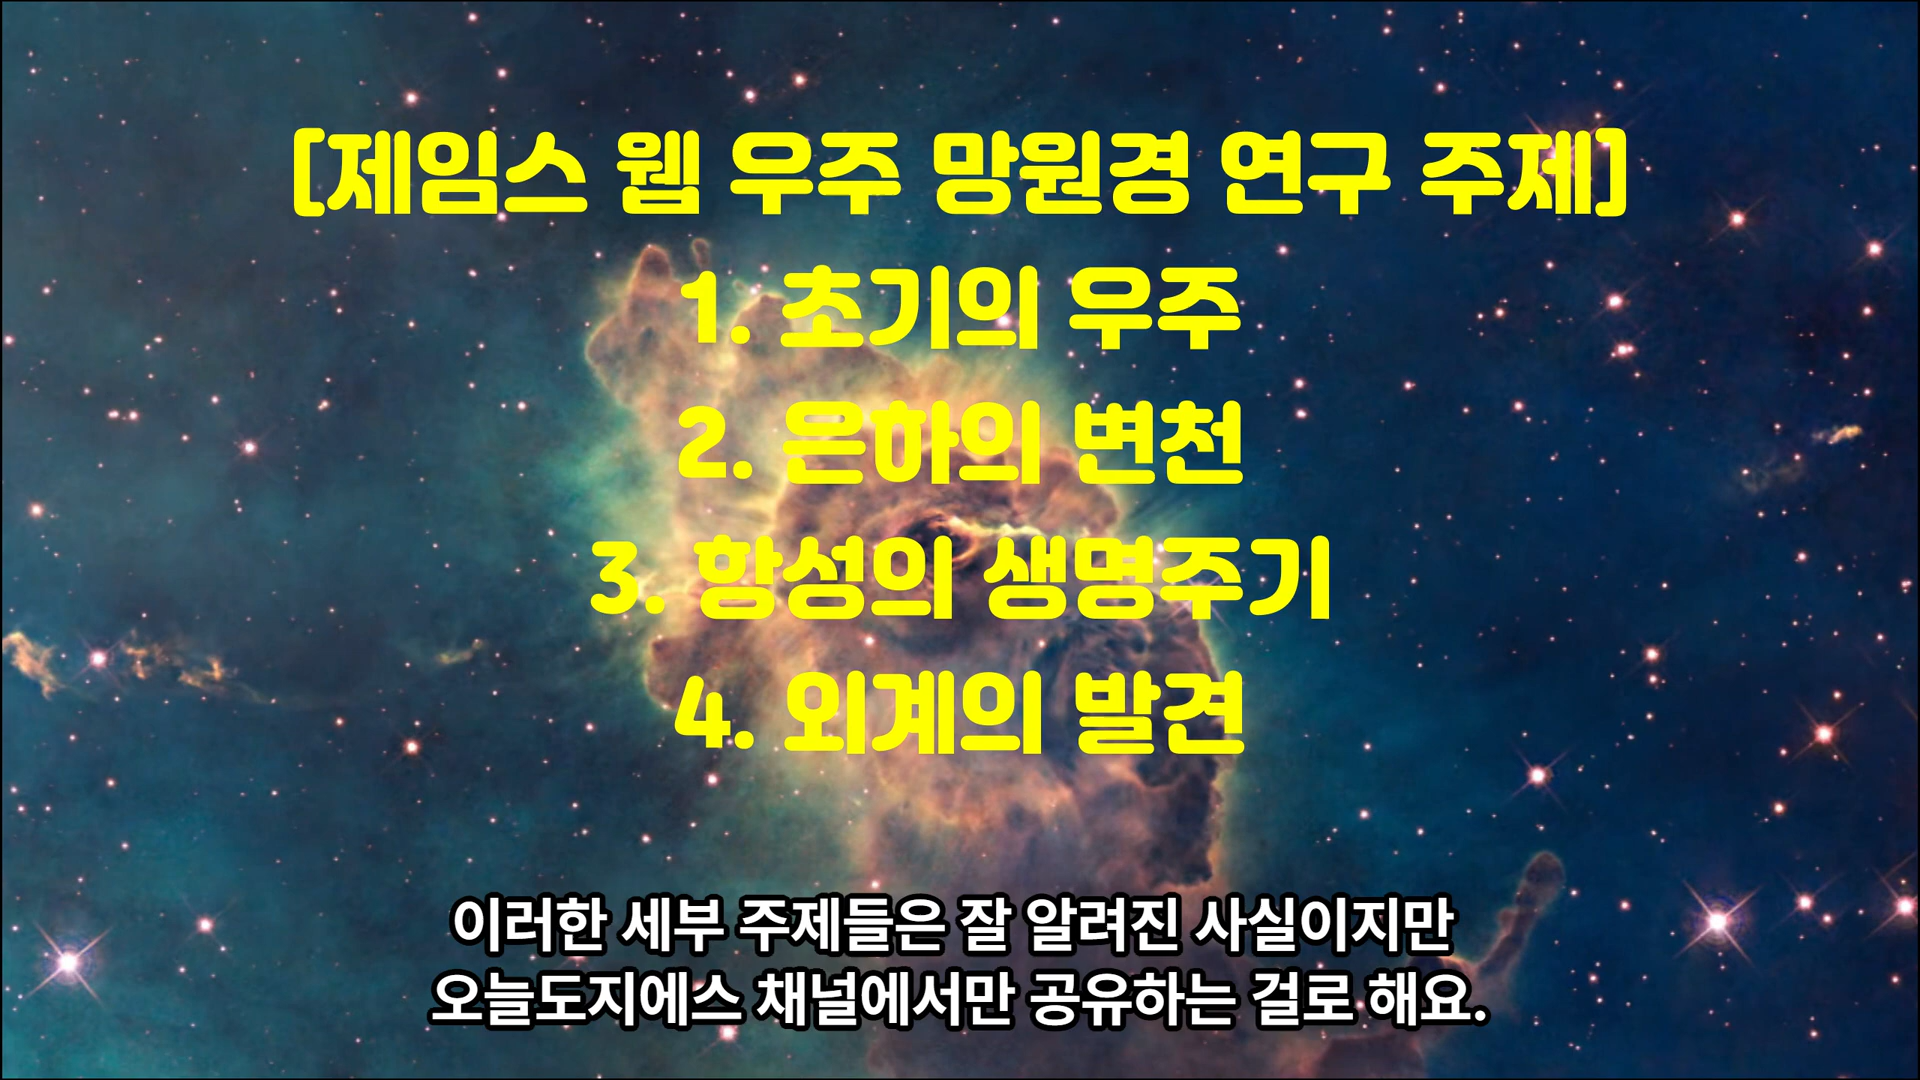 [제임스 웹 우주 망원경 연구 주제]
1. 초기의 우주
2. 은하의 변천
3. 항성의 생명주기
4. 외계의 발견
이러한 세부 주제들은 잘 알려진 사실이지만
오늘도지에스 채널에서만 공유하는 걸로 해요.